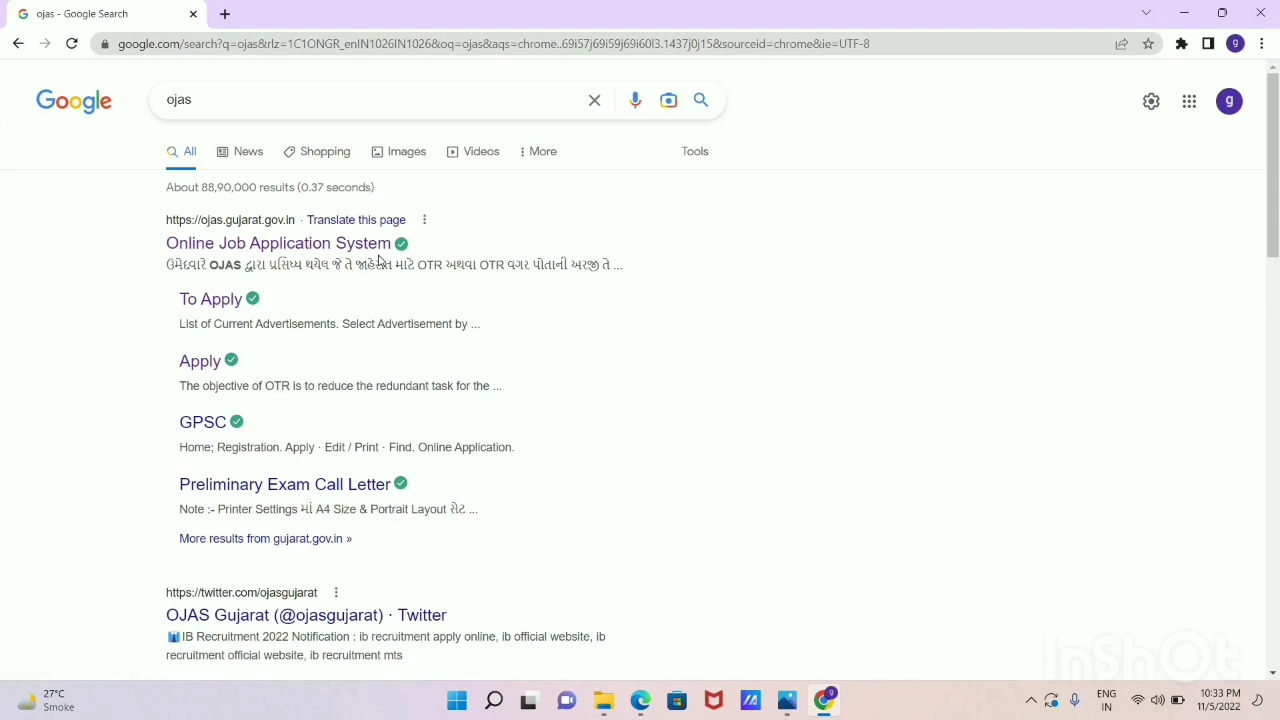 ojas - Google Search
google.com/search?q=ojas&rlz=1C1ONGR_enIN1026IN1026&oq=ojas&aqs=chrome..69i57j69i59j69i60l3.1437j0j15&sourceid=chrome&ie=UTF-8
g
Google
ojas
g
All News Shopping Images Videos More Tools
About 88,90,000 results (0.37 seconds)
https://ojas.gujarat.gov.in · Translate this page
Online Job Application System
ઉમેદવારે OJAS દ્વારા પ્રસિધ્ધ થયેલ જે તે જાહેરાત માટે OTR અથવા OTR વગર પોતાની અરજી તે ...
To Apply
List of Current Advertisements. Select Advertisement by ...
Apply
The objective of OTR is to reduce the redundant task for the ...
GPSC
Home; Registration. Apply · Edit / Print · Find. Online Application.
Preliminary Exam Call Letter
Note :- Printer Settings માં A4 Size & Portrait Layout સેટ ...
More results from gujarat.gov.in »
https://twitter.com/ojasgujarat
OJAS Gujarat (@ojasgujarat) · Twitter
IB Recruitment 2022 Notification : ib recruitment apply online, ib official website, ib
recruitment official website, ib recruitment mts
InShOt
27°C
Smoke
g
ENG
IN
10:33 PM
11/5/2022